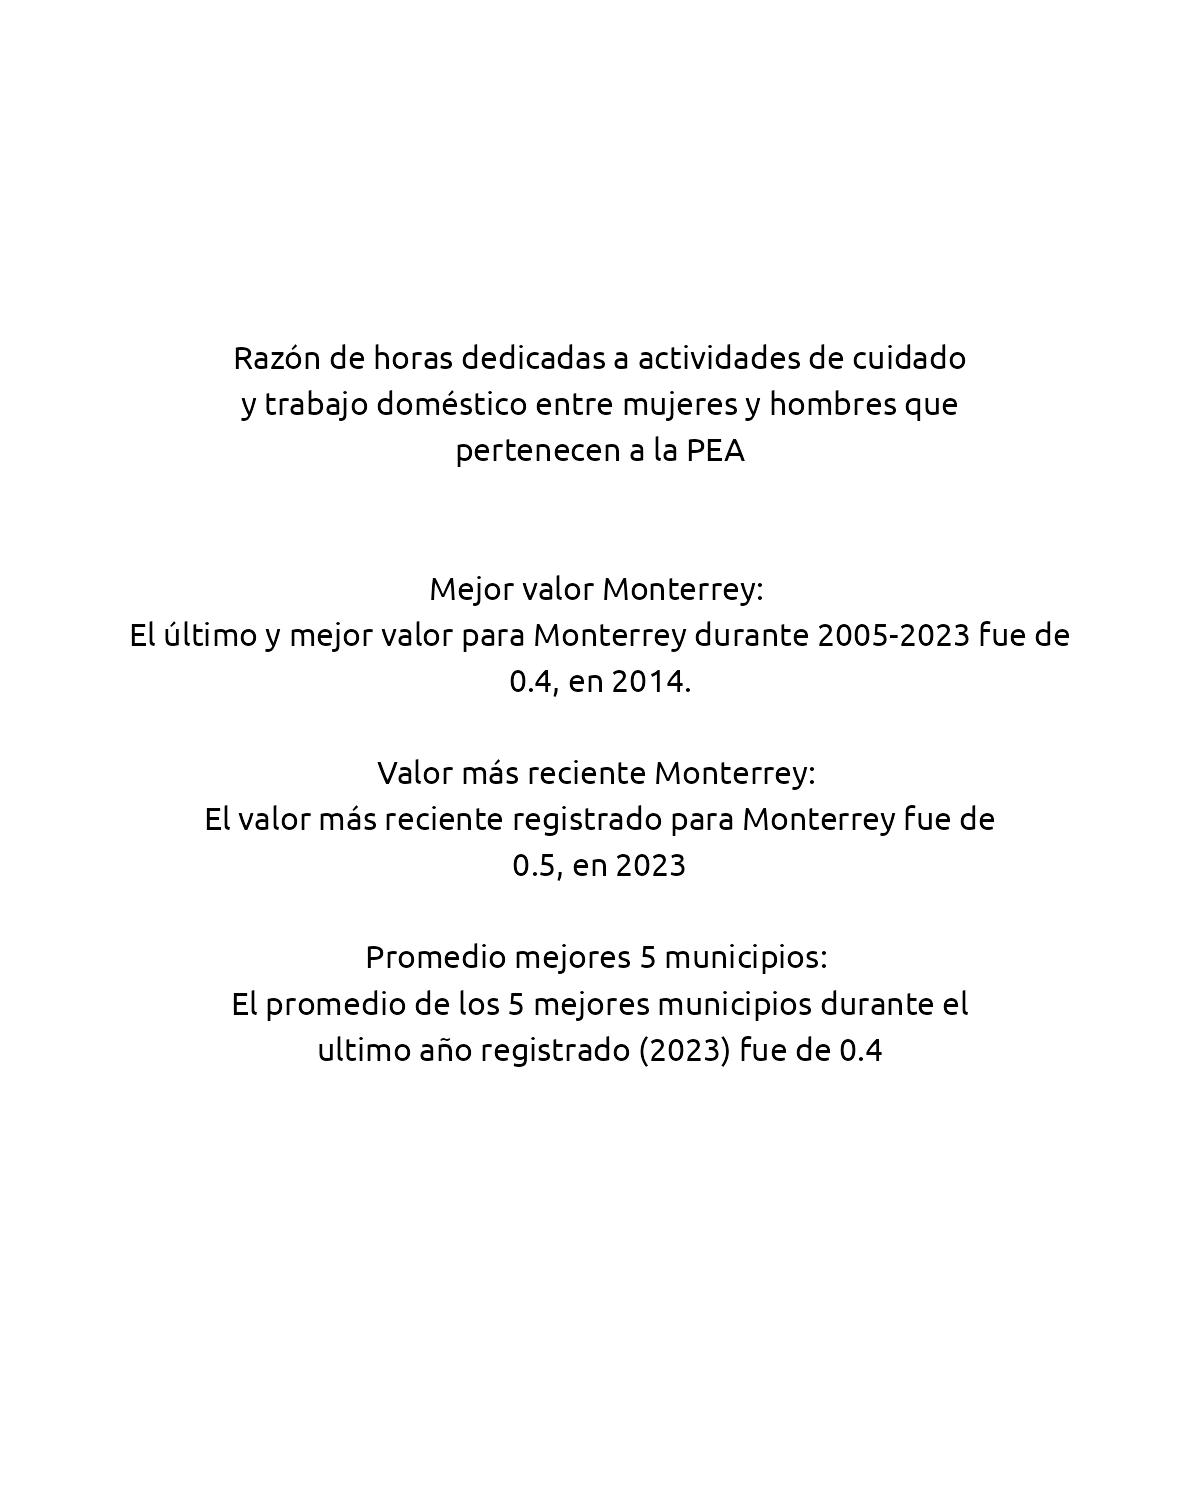 Razón de horas dedicadas a actividades de cuidado
y trabajo doméstico entre mujeres y hombres que
pertenecen a la PEA
Mejor valor Monterrey:
El último y mejor valor para Monterrey durante 2005-2023 fue de
0.4, en 2014.
Valor más reciente Monterrey:
El valor más reciente registrado para Monterrey fue de
0.5, en 2023
Promedio mejores 5 municipios:
El promedio de los 5 mejores municipios durante el
ultimo año registrado (2023) fue de 0.4